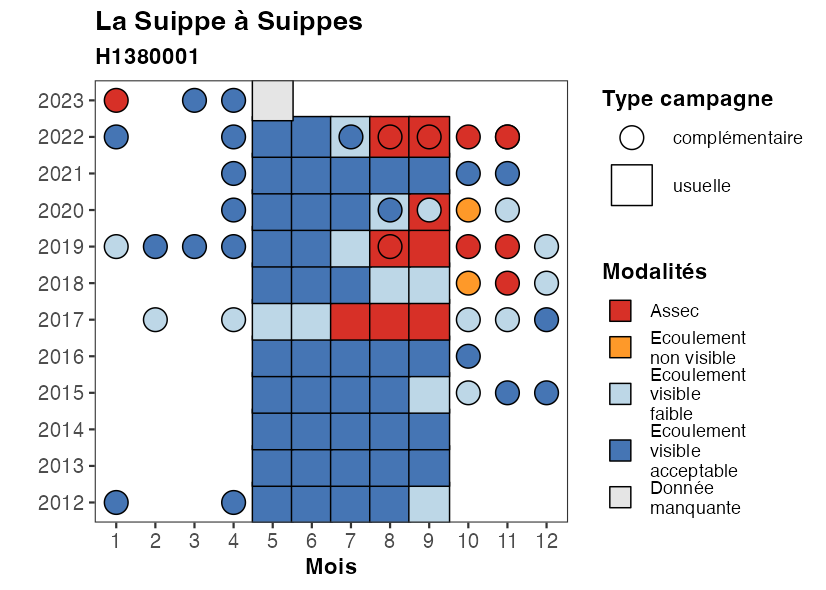 La Suippe à Suippes
H1380001
2023
2022
2021
2020
2019
2018
2017
2016
2015
2014
2013
2012
1 2 3 4 5 6 7 8 9 10 11 12
Mois
Type campagne
complémentaire
usuelle
Modalités
Assec
Ecoulement
non visible
Ecoulement
visible
faible
Ecoulement
visible
acceptable
Donnée
manquante